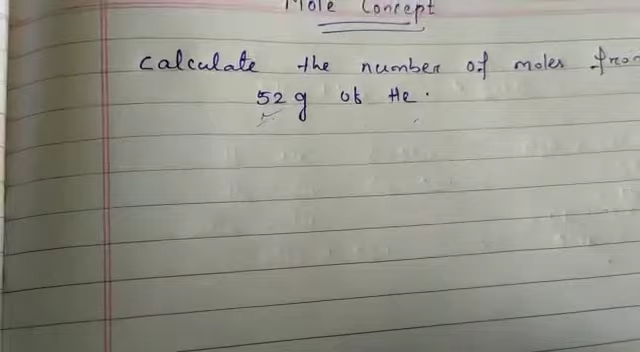 Mole Concept
Calculate the number of moles from
52 g of He.